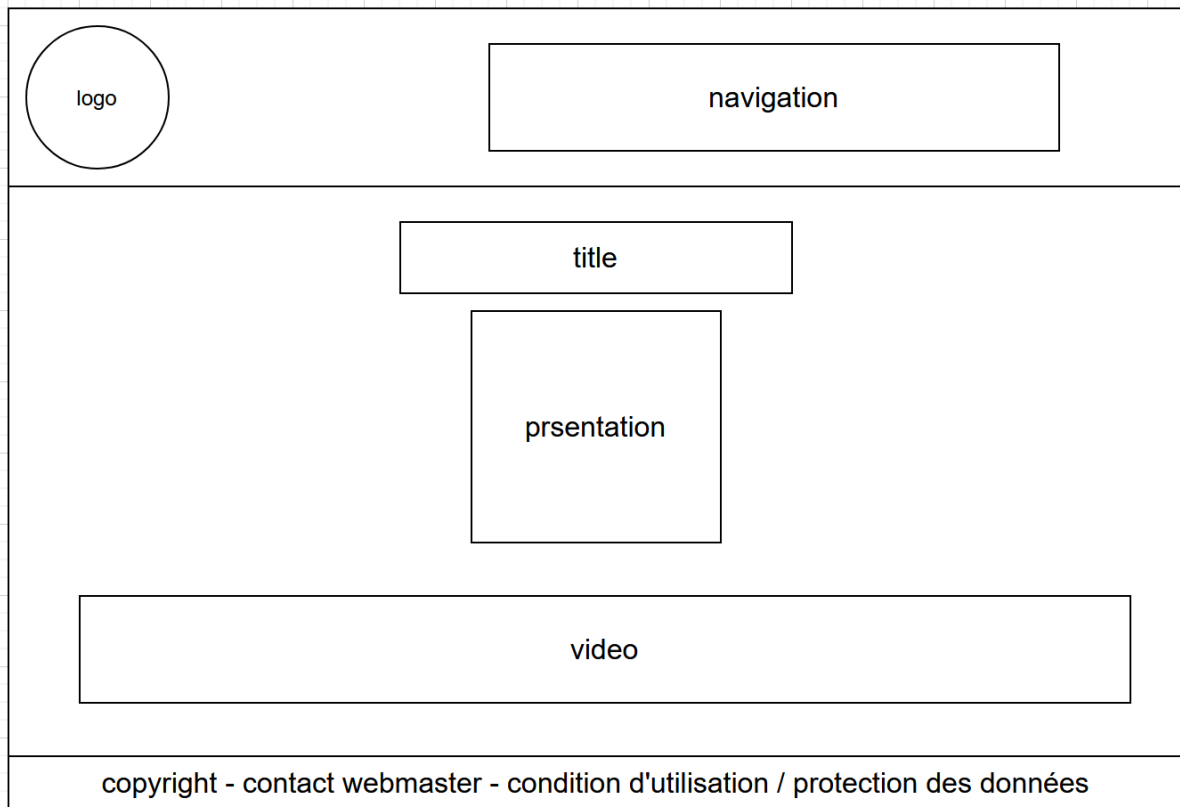 logo
navigation
title
prsentation
video
copyright - contact webmaster - condition d'utilisation / protection des données